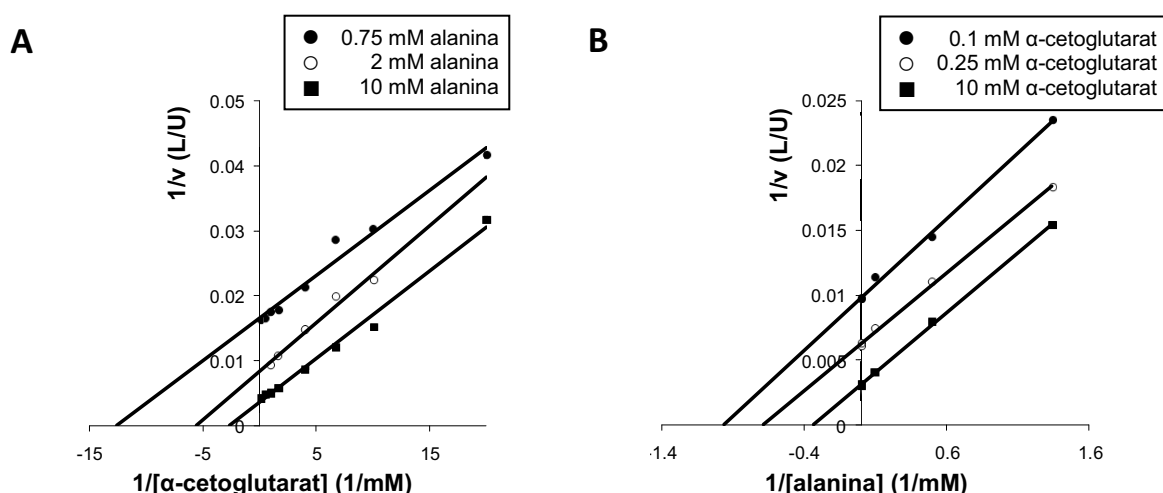 A
0.75 mM alanina
2 mM alanina
10 mM alanina
1/v (L/U)
0.05
0.04
0.03
0.02
0.01
0
-15
-5
5
15
1/[α-cetoglutarat] (1/mM)
B
0.1 mM α-cetoglutarat
0.25 mM α-cetoglutarat
10 mM α-cetoglutarat
1/v (L/U)
0.025
0.02
0.015
0.01
0.005
0
-1.4
-0.4
0.6
1.6
1/[alanina] (1/mM)